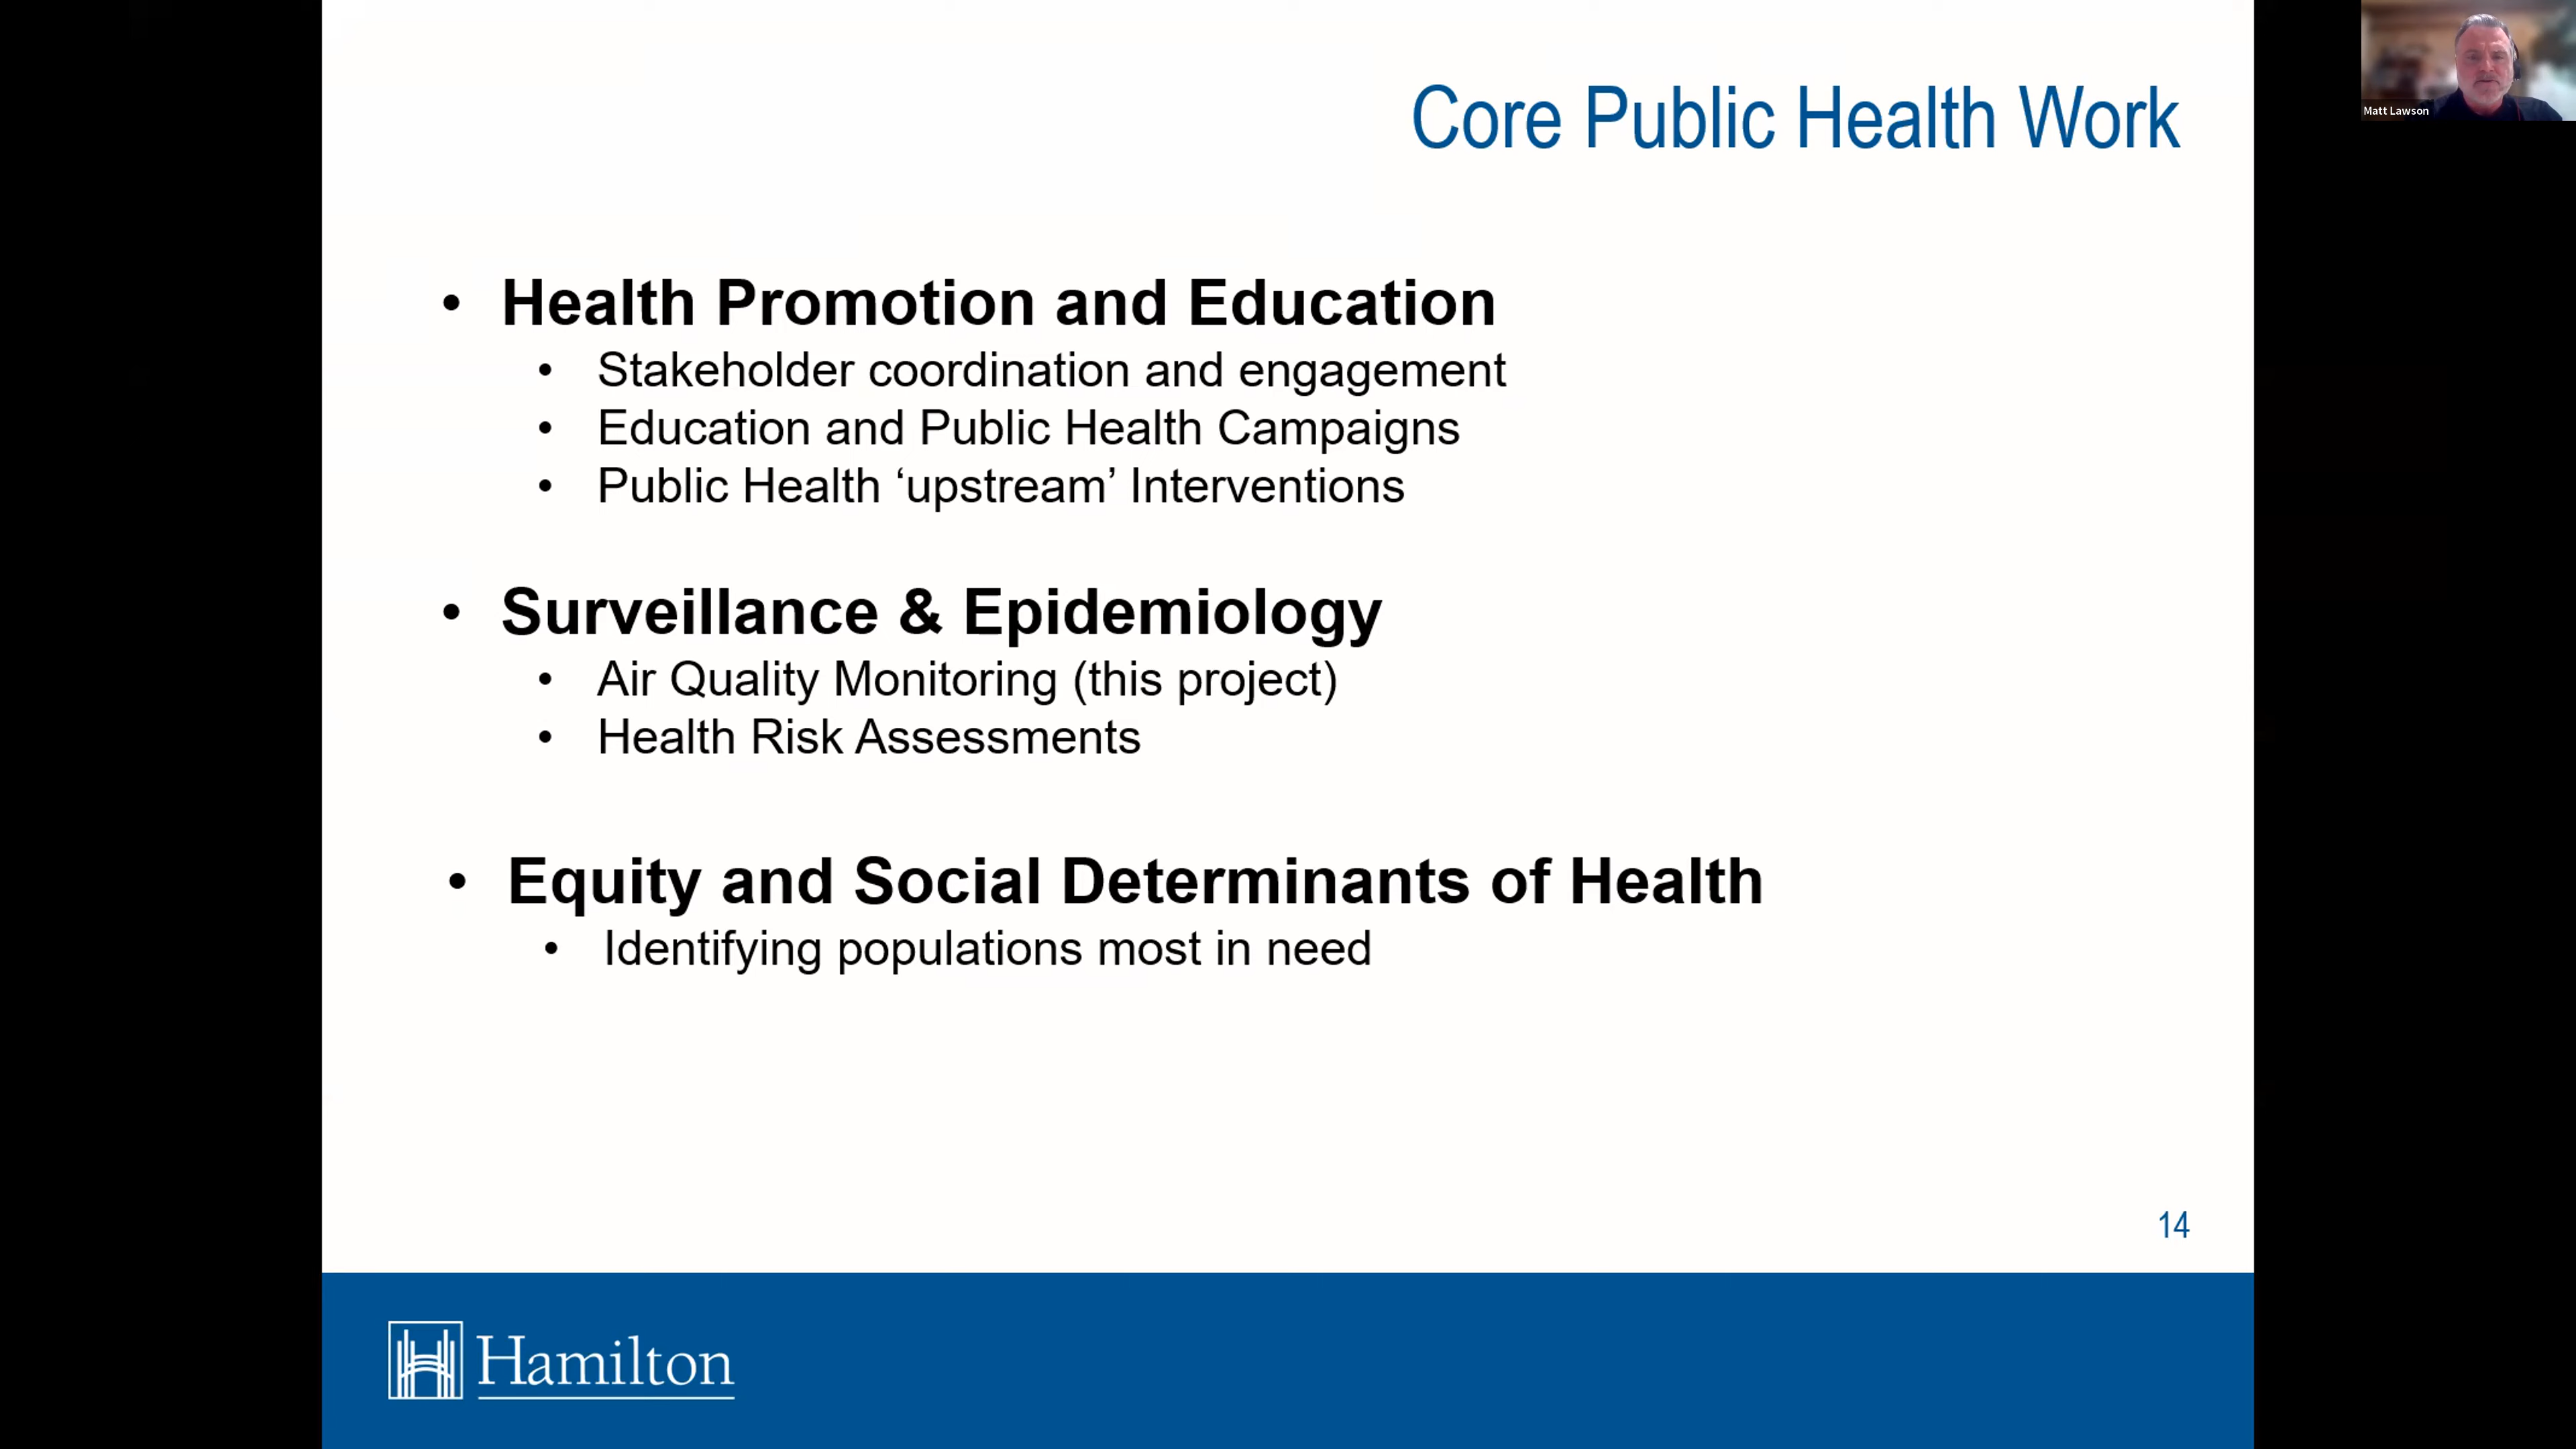 Core Public Health Work
Matt Lawson
• Health Promotion and Education
• Stakeholder coordination and engagement
• Education and Public Health Campaigns
• Public Health ‘upstream’ Interventions
• Surveillance & Epidemiology
• Air Quality Monitoring (this project)
• Health Risk Assessments
• Equity and Social Determinants of Health
• Identifying populations most in need
14
Hamilton